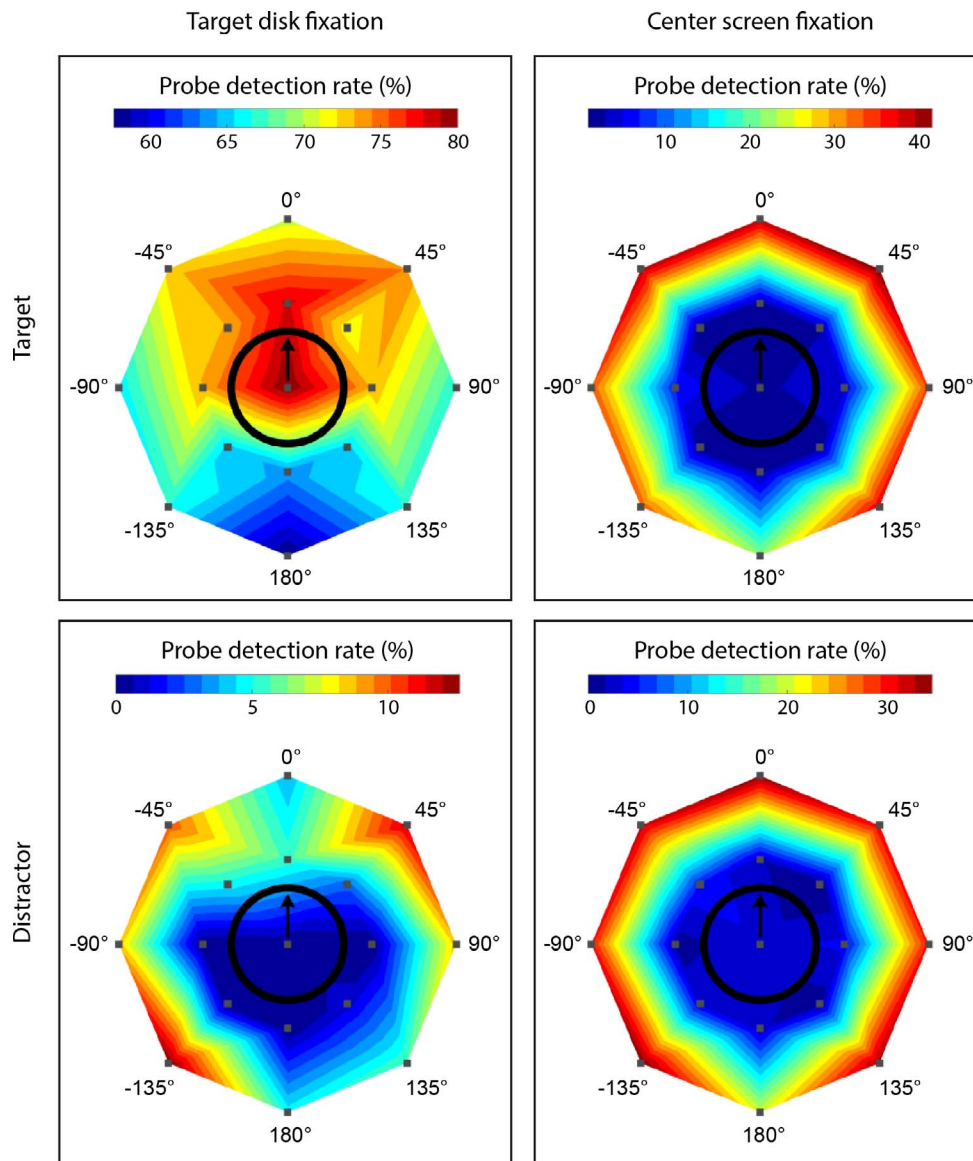 Target disk fixation
Center screen fixation
Target
Probe detection rate (%)
60 65 70 75 80
0°
-45° 45°
-90° 90°
-135° 135°
180°
Probe detection rate (%)
10 20 30 40
0°
-45° 45°
-90° 90°
-135° 135°
180°
Distractor
Probe detection rate (%)
0 5 10
0°
-45° 45°
-90° 90°
-135° 135°
180°
Probe detection rate (%)
0 10 20 30
0°
-45° 45°
-90° 90°
-135° 135°
180°